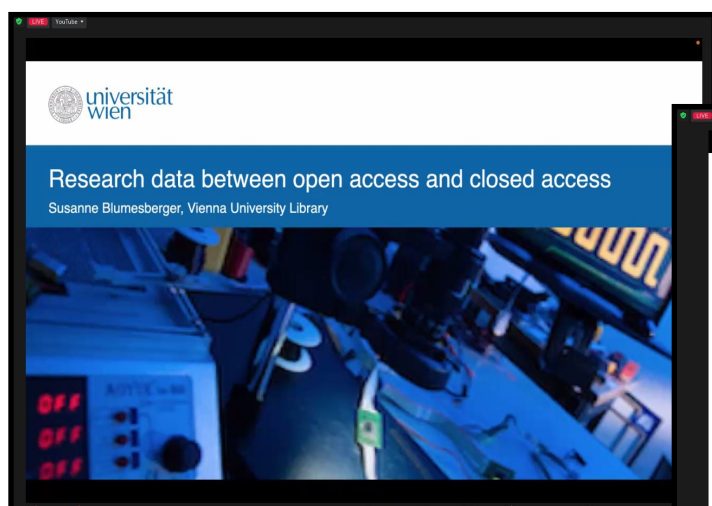 LIVE YouTube
LIVE
universität
wien
Research data between open access and closed access
Susanne Blumesberger, Vienna University Library
OFF
OFF
OFF